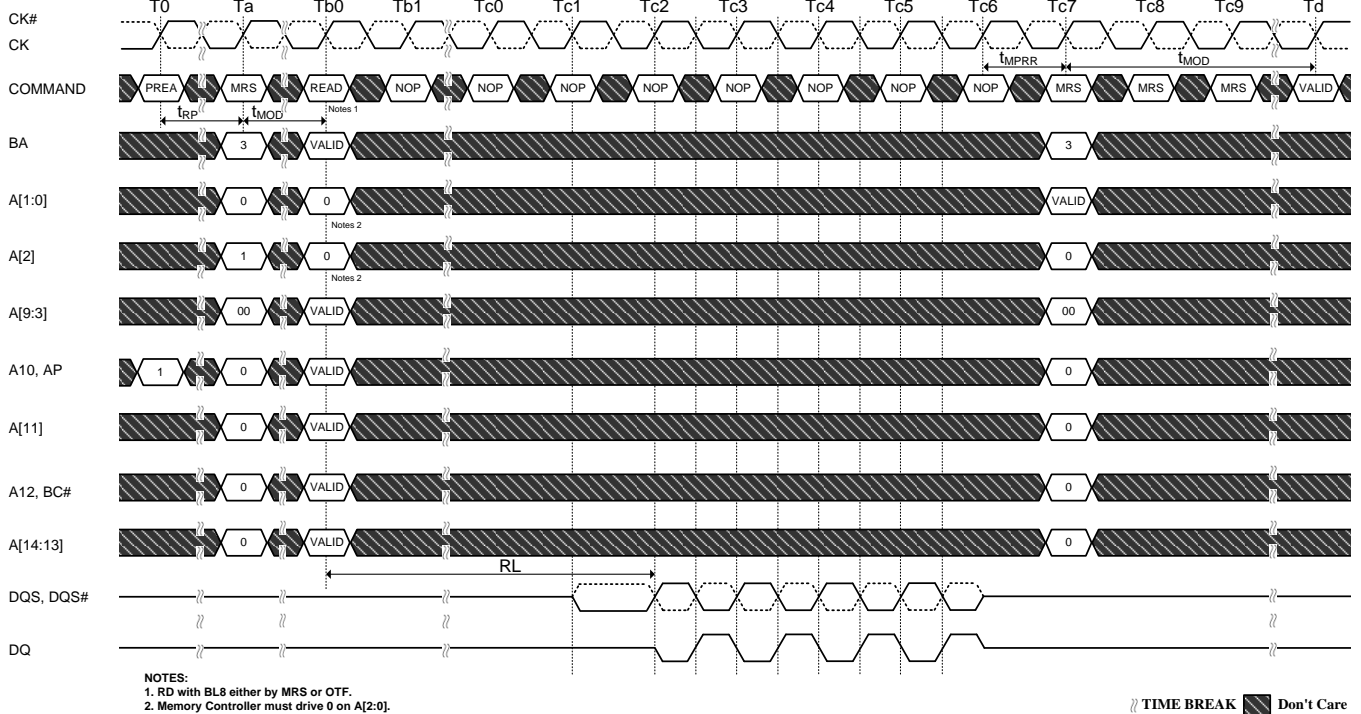 T0 Ta Tb0 Tb1 Tc0 Tc1 Tc2 Tc3 Tc4 Tc5 Tc6 Tc7 Tc8 Tc9 Td
CK#
CK
tMPRR tMOD
COMMAND PREA MRS READ NOP NOP NOP NOP NOP NOP NOP NOP MRS MRS MRS VALID
tRP tMOD Notes 1
BA 3 VALID 3
A[1:0] 0 0 VALID
Notes 2
A[2] 1 0 0
Notes 2
A[9:3] 00 VALID 00
A10, AP 1 0 VALID 0
A[11] 0 VALID 0
A12, BC# 0 VALID 0
A[14:13] 0 VALID 0
RL
DQS, DQS#
DQ
NOTES:
1. RD with BL8 either by MRS or OTF.
2. Memory Controller must drive 0 on A[2:0].
TIME BREAK Don't Care